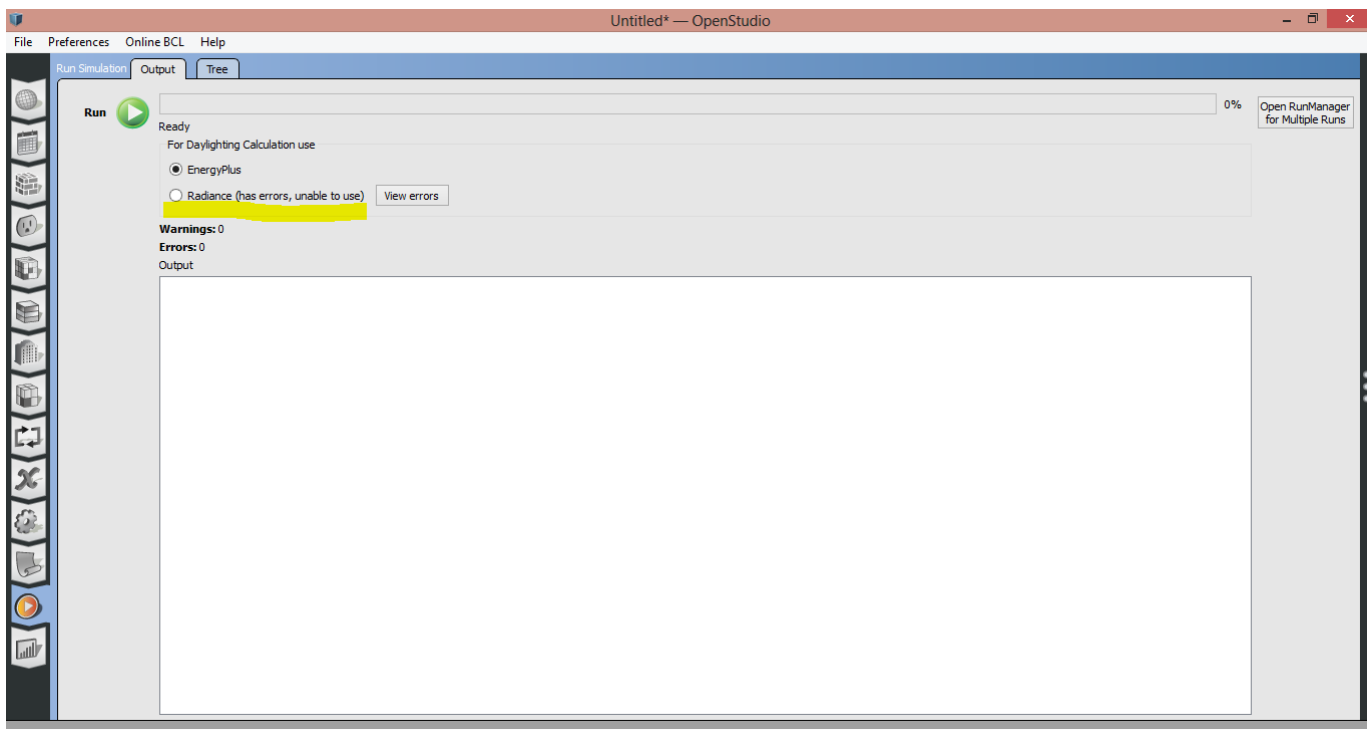 Untitled* — OpenStudio
File Preferences Online BCL Help
Run Simulation Output Tree
Run
0%
Open RunManager
for Multiple Runs
Ready
For Daylighting Calculation use
EnergyPlus
Radiance (has errors, unable to use) View errors
Warnings: 0
Errors: 0
Output